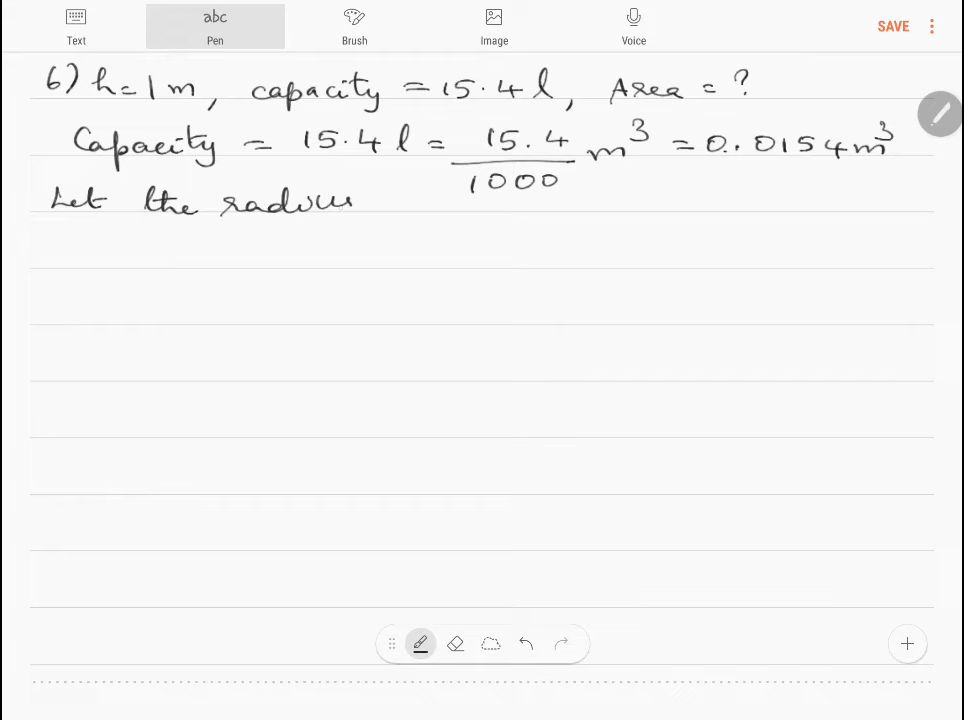 Text
abc
Pen
Brush
Image
Voice
SAVE
6) h = 1 m, capacity = 15.4 l, Area = ?
Capacity = 15.4 l = 15.4/1000 m³ = 0.0154 m³
Let the radius